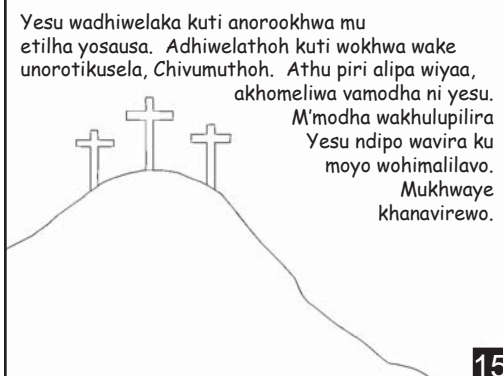 Yesu wadhiwelaka kuti anorookhwa mu
etilha yosausa. Adhiwelathoh kuti wokhwa wake
unorotikusela, Chivumuthoh. Athu piri alipa wiyaa,
akhomeliwa vamodha ni yesu.
M'modha wakhulupilira
Yesu ndipo wavira ku
moyo wohimalilavo.
Mukhwaye
khanavirewo.
15